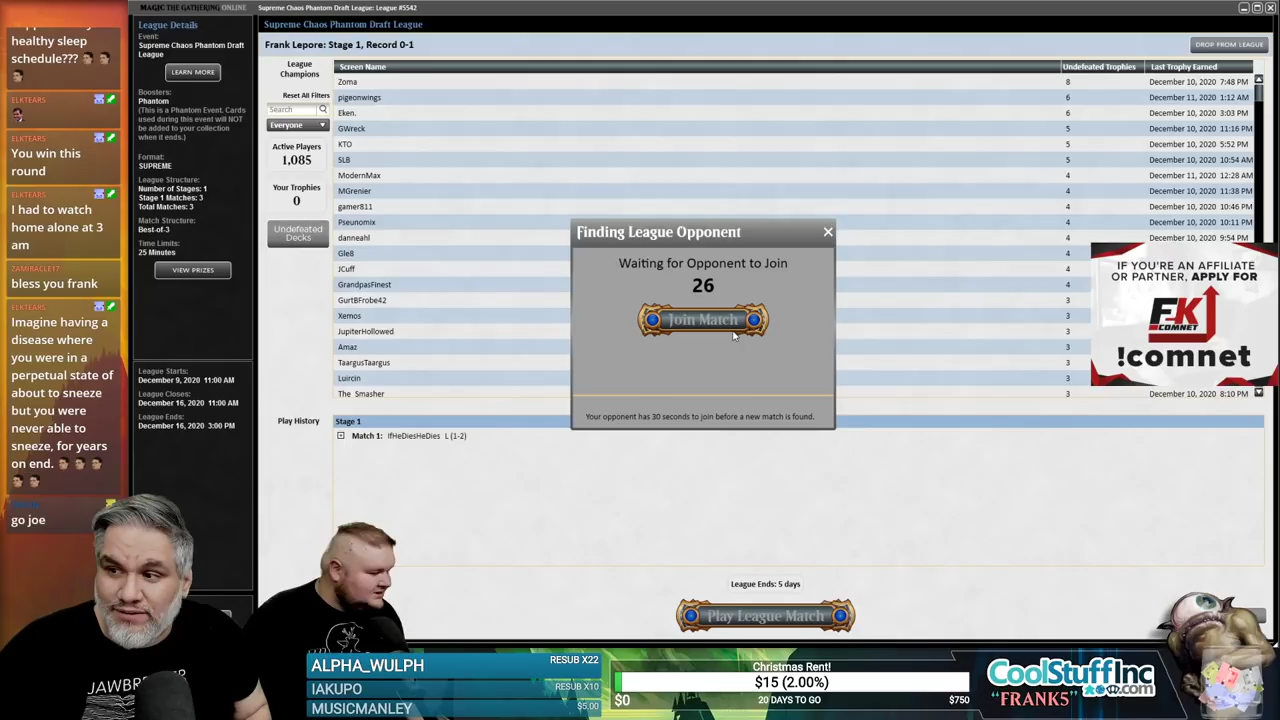 MAGIC THE GATHERING ONLINE
Supreme Chaos Phantom Draft League: League #5542
healthy sleep
schedule???
ELKTEARS
ELKTEARS
You win this
round
ELKTEARS
I had to watch
home alone at 3
am
ZAMIRACLE17
bless you frank
ELKTEARS
Imagine having a
disease where
you were in a
perpetual state of
about to sneeze
but you were
never able to
sneeze, for years
on end.
go joe
League Details
Event:
Supreme Chaos Phantom Draft
League
LEARN MORE
Boosters:
Phantom
(This is a Phantom Event. Cards
used during this event will NOT
be added to your collection
when it ends.)
Format:
SUPREME
League Structure:
Number of Stages: 1
Stage 1 Matches: 3
Total Matches: 3
Match Structure:
Best-of-3
Time Limits:
25 Minutes
VIEW PRIZES
League Starts:
December 9, 2020 11:00 AM
League Closes:
December 16, 2020 11:00 AM
League Ends:
December 16, 2020 3:00 PM
Supreme Chaos Phantom Draft League
Frank Lepore: Stage 1, Record 0-1
DROP FROM LEAGUE
League
Champions
Reset All Filters
Search
Everyone
Active Players
1,085
Your Trophies
0
Undefeated
Decks
Screen Name Undefeated Trophies Last Trophy Earned
Zoma 8 December 10, 2020 7:48 PM
pigeonwings 6 December 11, 2020 1:12 AM
Eken. 6 December 10, 2020 3:03 PM
GWreck 5 December 10, 2020 11:16 PM
KTO 5 December 10, 2020 5:52 PM
SLB 5 December 10, 2020 10:54 AM
ModernMax 4 December 11, 2020 12:28 AM
MGrenier 4 December 10, 2020 11:38 PM
gamer811 4 December 10, 2020 10:46 PM
Pseunomix 4 December 10, 2020 10:11 PM
danneahl 4 December 10, 2020 9:54 PM
Gle8 4
JCuff 4
GrandpasFinest 4
GurtBFrobe42 3
Xemos 3
JupiterHollowed 3
Amaz 3
TaargusTaargus 3
Luircin 3
The Smasher 3 December 10, 2020 8:10 PM
Finding League Opponent
Waiting for Opponent to Join
26
Join Match
Your opponent has 30 seconds to join before a new match is found.
IF YOU'RE AN AFFILIATE
OR PARTNER, APPLY FOR
FK
COMNET
!comnet
Play History
Stage 1
Match 1: IfHeDiesHeDies L (1-2)
League Ends: 5 days
Play League Match
JAWBREAKER
ALPHA_WULPH RESUB X22
IAKUPO RESUB X10
MUSICMANLEY $5.00
Christmas Rent!
$15 (2.00%)
$0 20 DAYS TO GO $750
CoolStuffInc
.com
"FRANKS"